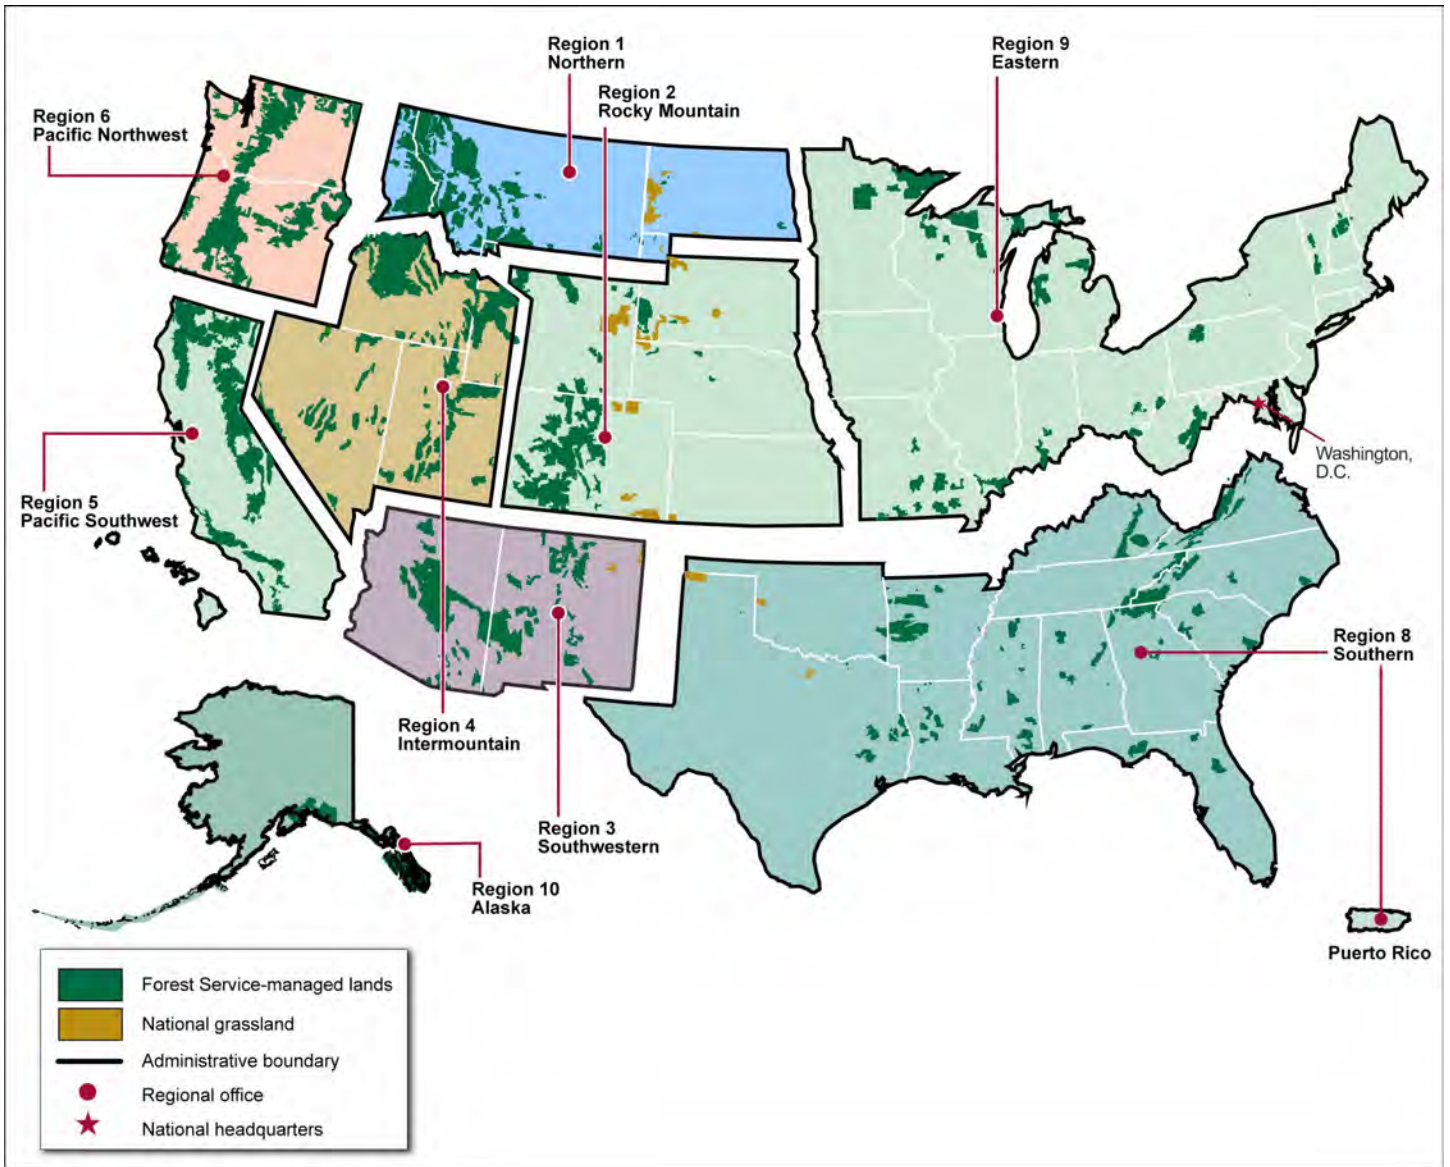 Region 1
Northern
Region 9
Eastern
Region 2
Rocky Mountain
Region 6
Pacific Northwest
Washington,
D.C.
Region 5
Pacific Southwest
Region 8
Southern
Region 4
Intermountain
Region 3
Southwestern
Region 10
Alaska
Puerto Rico
Forest Service-managed lands
National grassland
Administrative boundary
Regional office
National headquarters